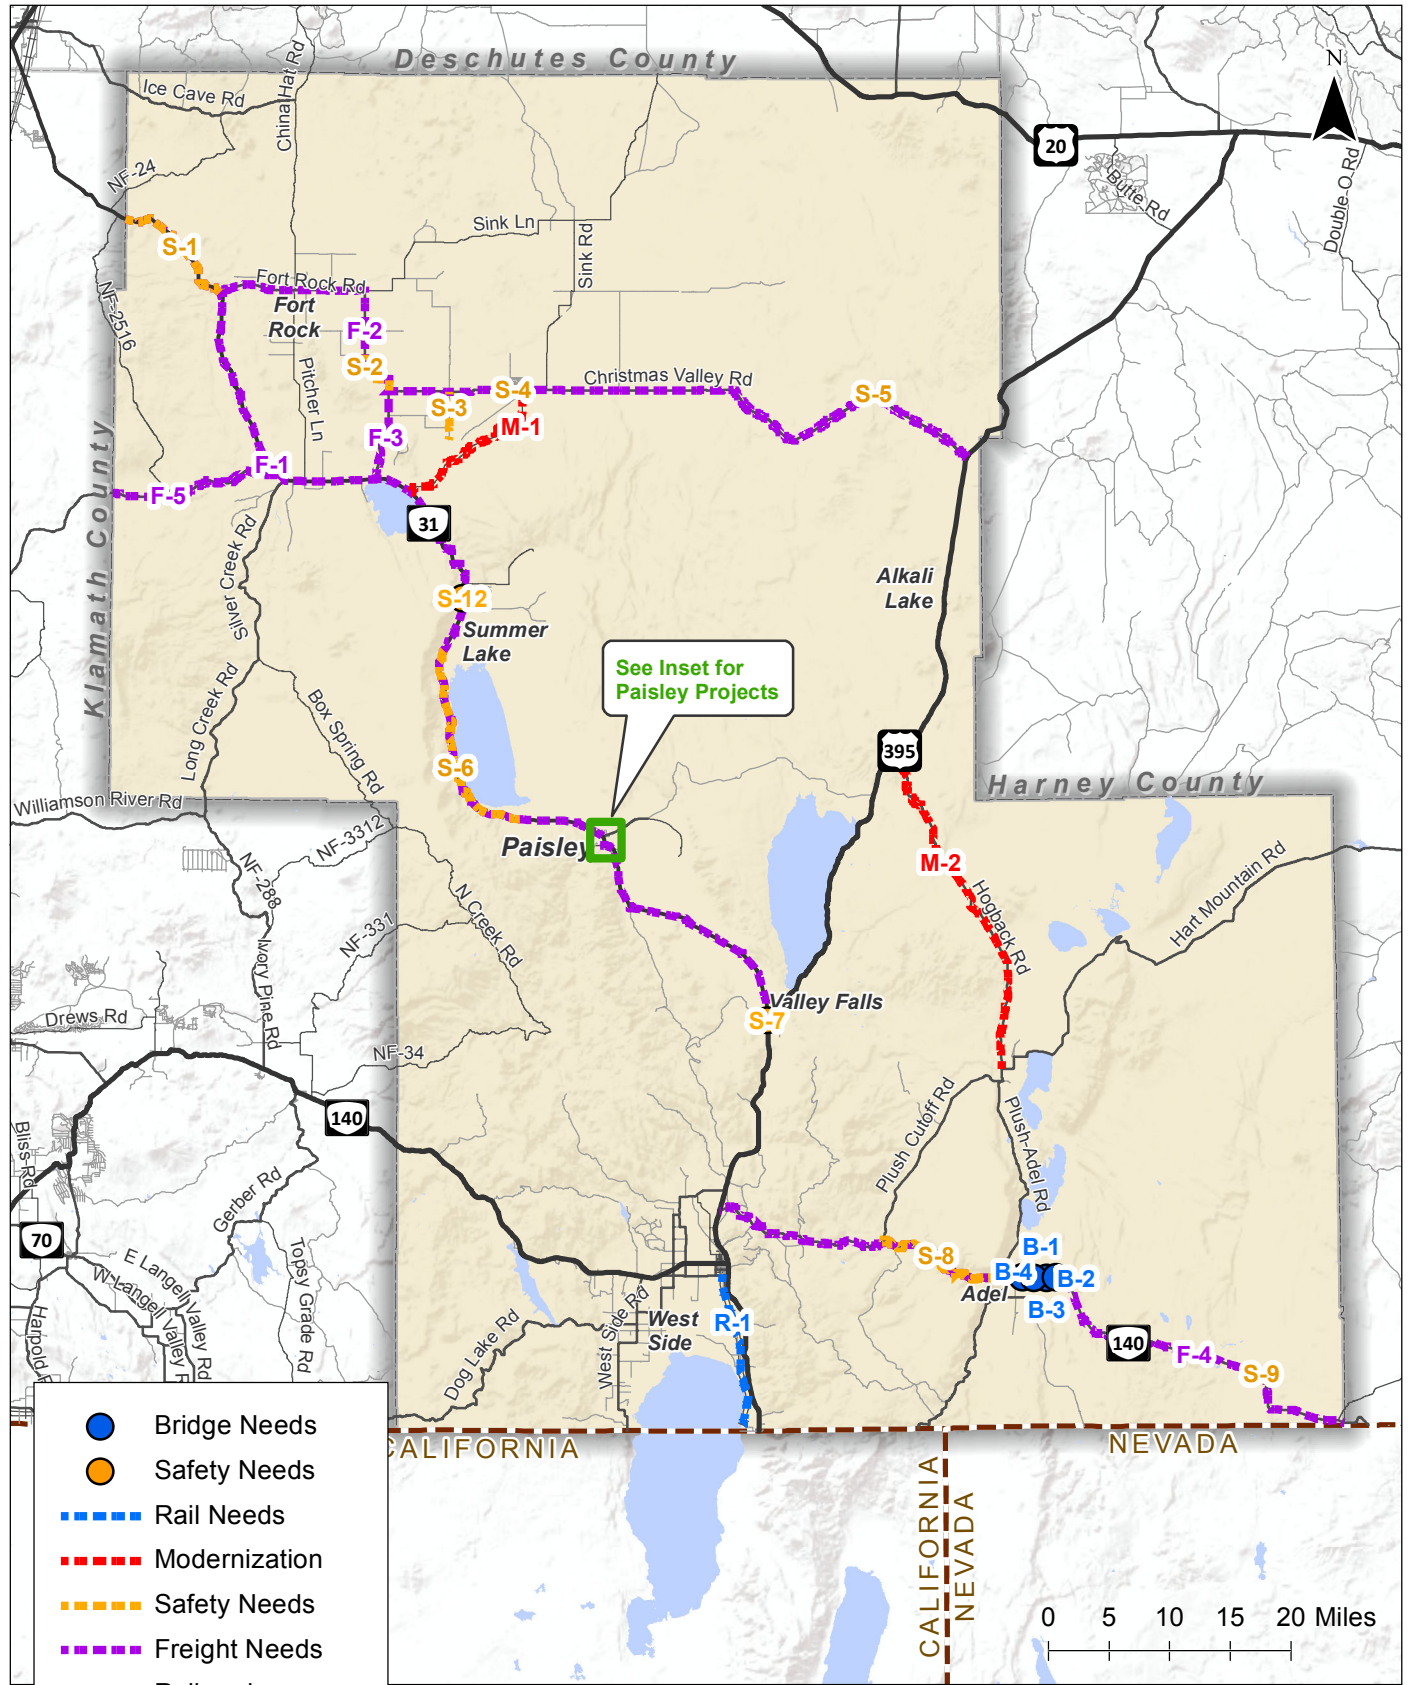 Deschutes County
N
Ice Cave Rd
China Hat Rd
20
NF-24
Butte Rd
Double-O Rd
Sink Ln
Sink Rd
S-1
Fort Rock Rd
Fort
Rock
NF-2516
F-2
S-2
Pitcher Ln
Christmas Valley Rd
S-4
S-5
S-3
M-1
F-3
F-1
F-5
Klamath County
31
Silver Creek Rd
Alkali
Lake
S-12
Summer
Lake
See Inset for
Paisley Projects
Long Creek Rd
Box Spring Rd
395
S-6
Harney County
Williamson River Rd
NF-3312
Paisley
M-2
Hogback Rd
Hart Mountain Rd
NF-288
N Creek Rd
NF-331
Ivory Pine Rd
Valley Falls
S-7
Drews Rd
NF-34
140
Plush Cutoff Rd
Plush-Adel Rd
Bliss Rd
Gerber Rd
70
E Langell Valley Rd
W Langell Valley R
Topsy Grade Rd
Harpold R
S-8
B-1
B-4
B-2
Adel
B-3
West Side Rd
West
Side
R-1
Dog Lake Rd
140
F-4
S-9
CALIFORNIA
NEVADA
CALIFORNIA
NEVADA
Bridge Needs
Safety Needs
Rail Needs
Modernization
Safety Needs
Freight Needs
0 5 10 15 20 Miles